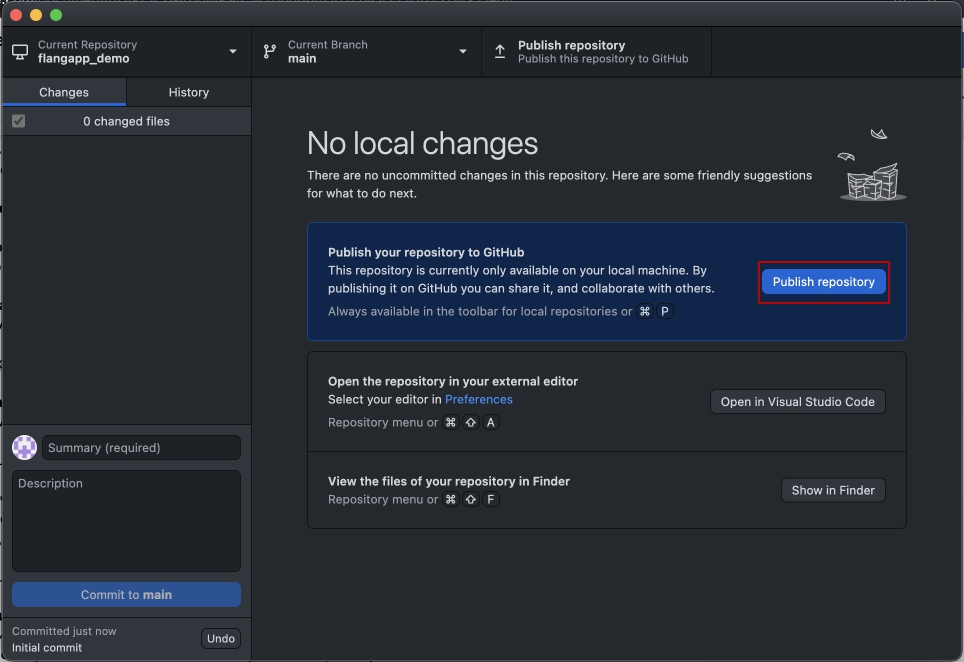 Current Repository
flangapp_demo
Current Branch
main
Publish repository
Publish this repository to GitHub
Changes
History
0 changed files
No local changes
There are no uncommitted changes in this repository. Here are some friendly suggestions
for what to do next.
Publish your repository to GitHub
This repository is currently only available on your local machine. By
publishing it on GitHub you can share it, and collaborate with others.
Always available in the toolbar for local repositories or ⌘ P
Publish repository
Open the repository in your external editor
Select your editor in Preferences
Repository menu or ⌘ ⇧ A
Open in Visual Studio Code
View the files of your repository in Finder
Repository menu or ⌘ ⇧ F
Show in Finder
Summary (required)
Description
Commit to main
Committed just now
Initial commit
Undo